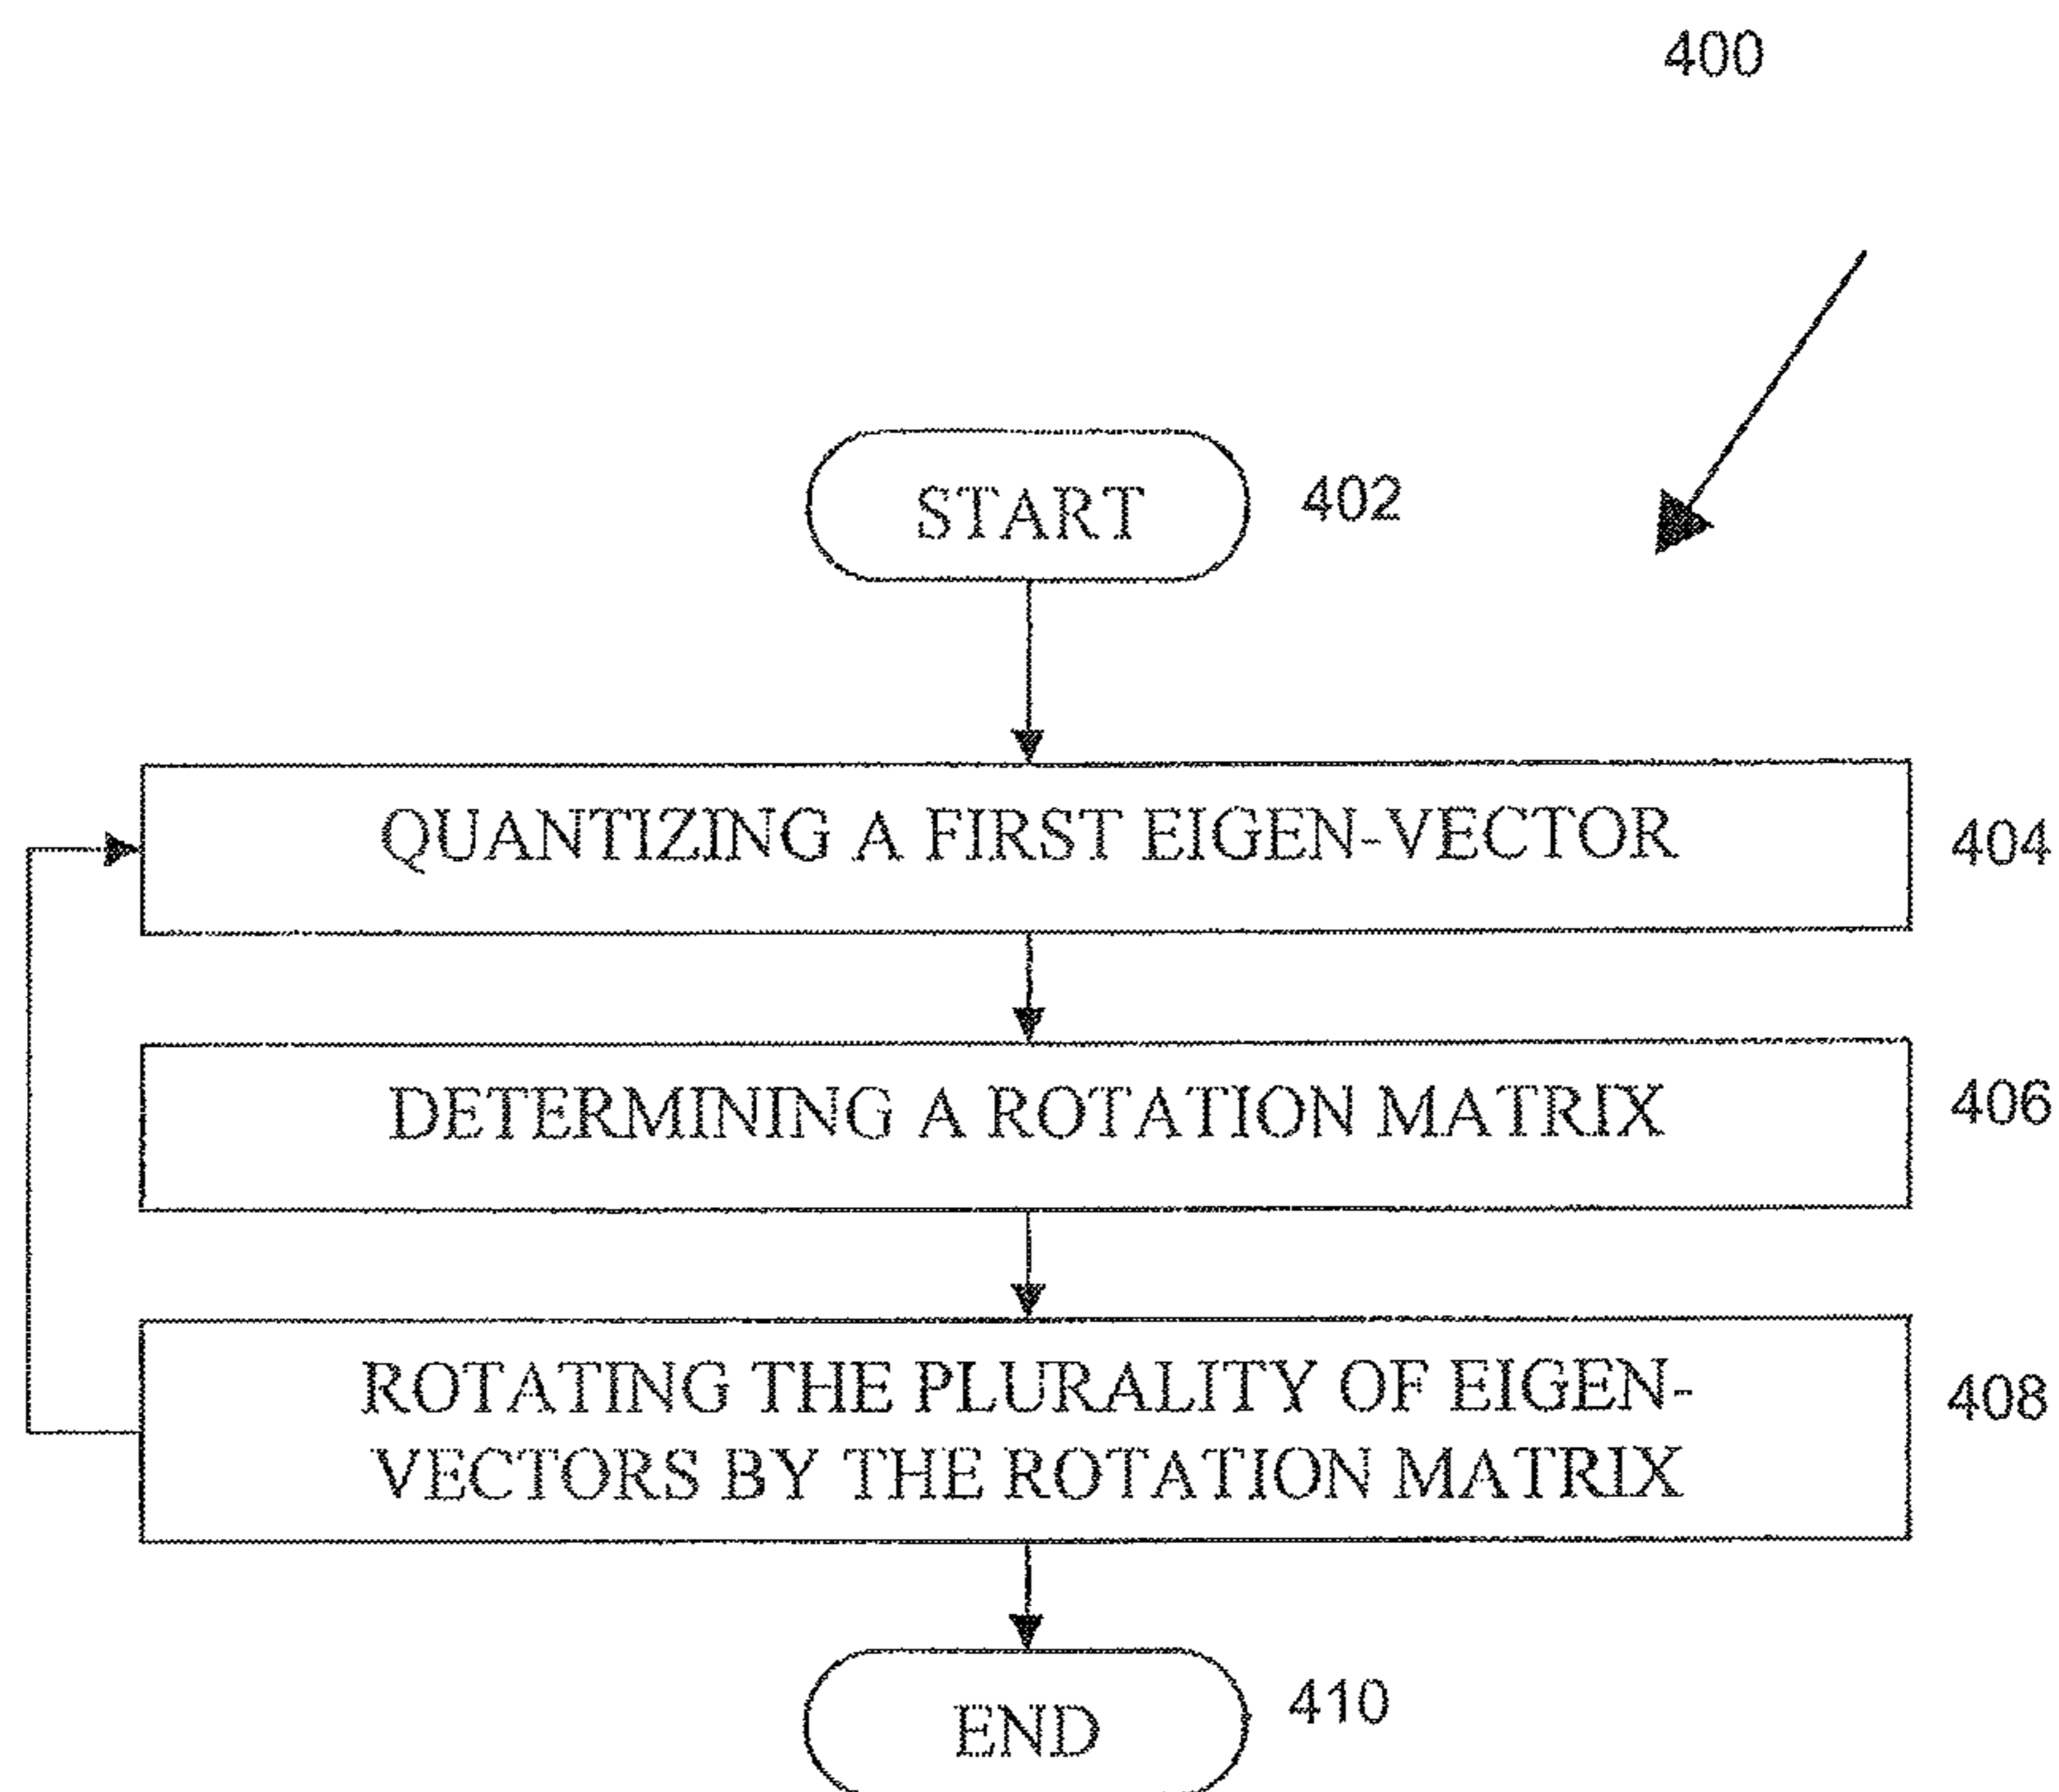 400
START
402
QUANTIZING A FIRST EIGEN-VECTOR
404
DETERMINING A ROTATION MATRIX
406
ROTATING THE PLURALITY OF EIGEN-
VECTORS BY THE ROTATION MATRIX
408
END
410